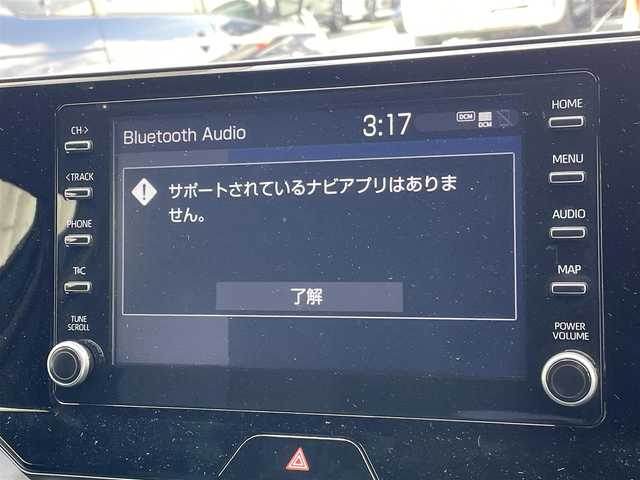 CH>
<TRACK
PHONE
T&C
TUNE
SCROLL
Bluetooth Audio
3:17
DCM
DCM
サポートされているナビアプリはありま
せん。
了解
HOME
MENU
AUDIO
MAP
POWER
VOLUME